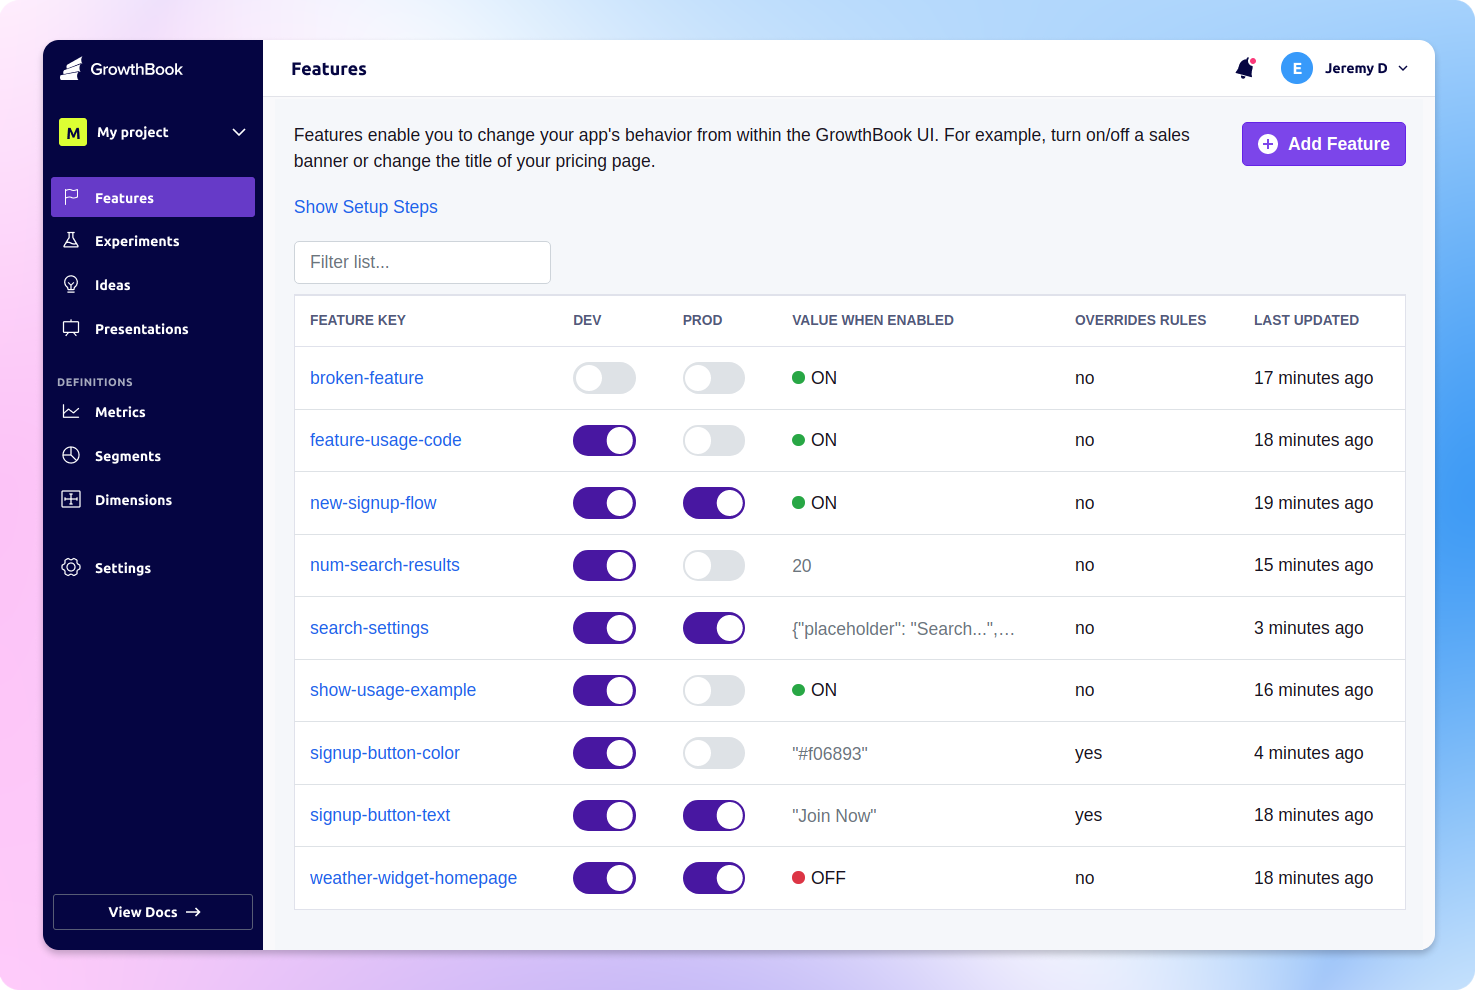 GrowthBook
Features
E Jeremy D
M My project
Features
Experiments
Ideas
Presentations
DEFINITIONS
Metrics
Segments
Dimensions
Settings
View Docs →
Features enable you to change your app's behavior from within the GrowthBook UI. For example, turn on/off a sales
banner or change the title of your pricing page.
+ Add Feature
Show Setup Steps
Filter list...
FEATURE KEY DEV PROD VALUE WHEN ENABLED OVERRIDES RULES LAST UPDATED
broken-feature ON no 17 minutes ago
feature-usage-code ON no 18 minutes ago
new-signup-flow ON no 19 minutes ago
num-search-results 20 no 15 minutes ago
search-settings {"placeholder": "Search...",... no 3 minutes ago
show-usage-example ON no 16 minutes ago
signup-button-color "#f06893" yes 4 minutes ago
signup-button-text "Join Now" yes 18 minutes ago
weather-widget-homepage OFF no 18 minutes ago